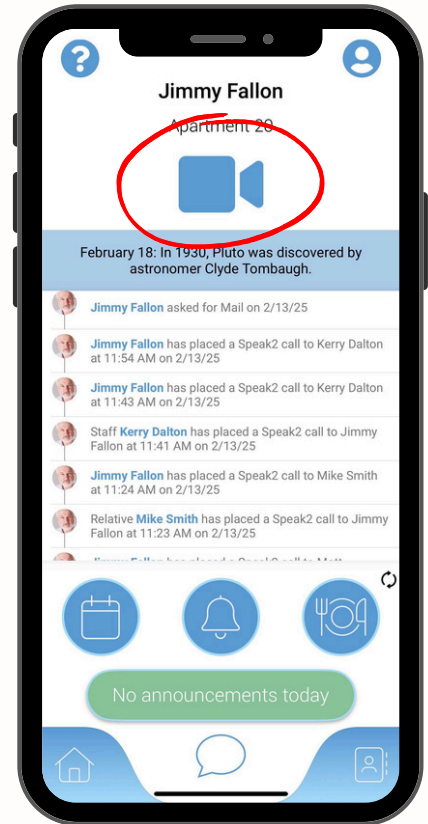 ?
Jimmy Fallon
Apartment 20
February 18: In 1930, Pluto was discovered by
astronomer Clyde Tombaugh.
Jimmy Fallon asked for Mail on 2/13/25
Jimmy Fallon has placed a Speak2 call to Kerry Dalton
at 11:54 AM on 2/13/25
Jimmy Fallon has placed a Speak2 call to Kerry Dalton
at 11:43 AM on 2/13/25
Staff Kerry Dalton has placed a Speak2 call to Jimmy
Fallon at 11:41 AM on 2/13/25
Jimmy Fallon has placed a Speak2 call to Mike Smith
at 11:24 AM on 2/13/25
Relative Mike Smith has placed a Speak2 call to Jimmy
Fallon at 11:23 AM on 2/13/25
No announcements today